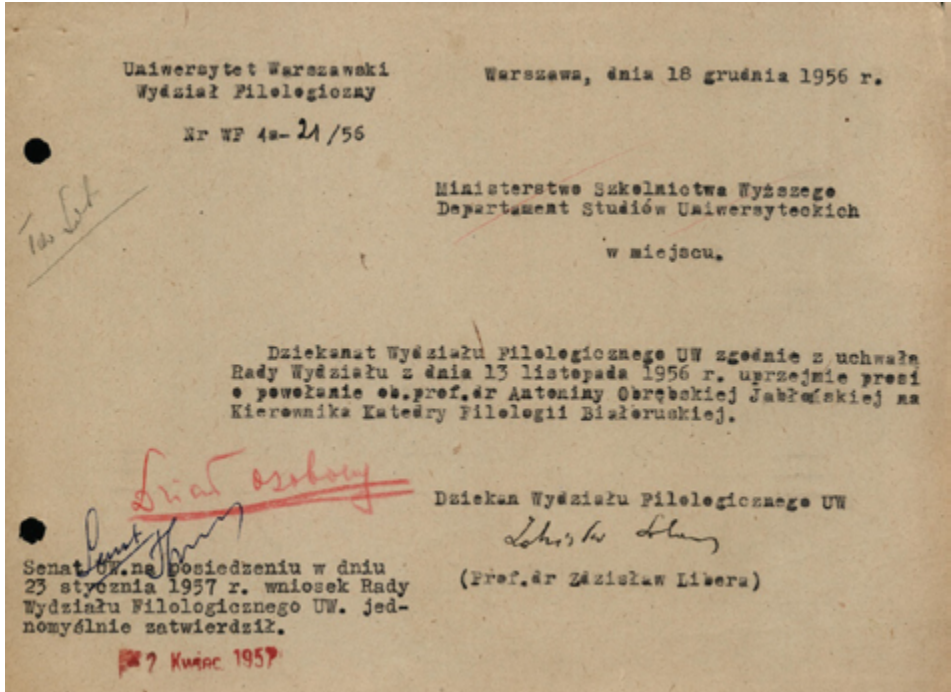 Uniwersytet Warszawski
Wydział Filologiczny
Nr WF 4a-21/56
Warszawa, dnia 18 grudnia 1956 r.
Ministerstwo Szkolnictwa Wyższego
Departament Studiów Uniwersyteckich
w miejscu.
Dziekanat Wydziału Filologicznego UW zgodnie z uchwałą
Rady Wydziału z dnia 13 listopada 1956 r. uprzejmie prosi
o powołanie ob.prof.dr Antoniny Obrębskiej Jabłońskiej na
Kierownika Katedry Filologii Białoruskiej.
Dział osobowy
Dziekan Wydziału Filologicznego UW
(Prof.dr Zdzisław Libera)
Senat UW.na posiedzeniu w dniu
23 stycznia 1957 r. wniosek Rady
Wydziału Filologicznego UW. jed-
nomyślnie zatwierdził.
1957